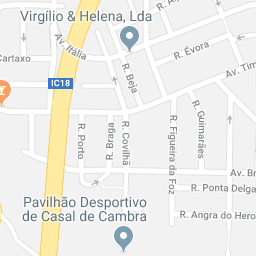 Virgílio & Helena, Lda
Cartaxo
Av. Itália
R. Évora
R. Beja
IC18
Av. Tim
R. Porto
R. Braga
R. Covilhã
R. Figueira da
Foz
R. Guimarães
Av. Br
R. Ponta Delga
R. Angra do Hero
Pavilhão Desportivo
de Casal de Cambra